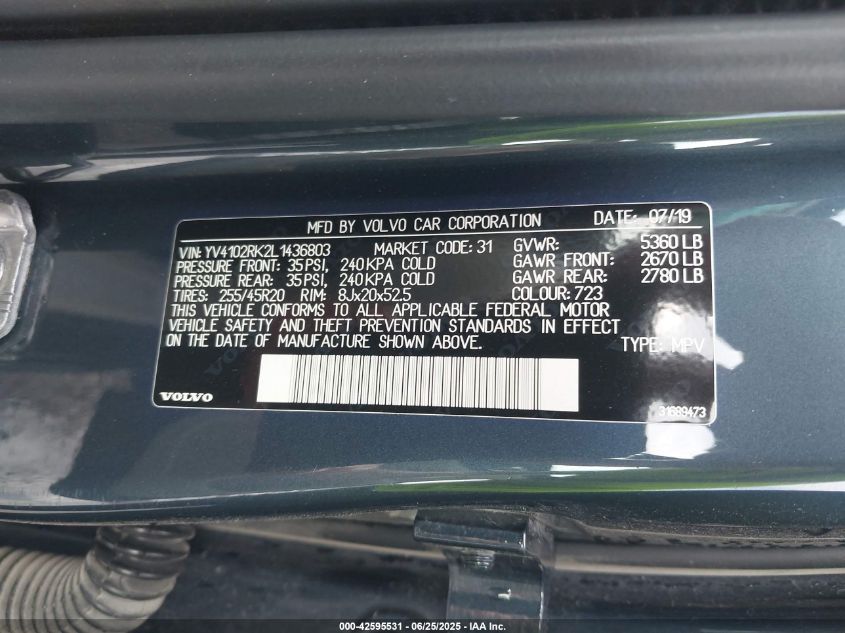 MFD BY VOLVO CAR CORPORATION DATE: 07/19
VIN: YV4102RK2L1436803 MARKET CODE: 31 GVWR: 5360 LB
PRESSURE FRONT: 35 PSI, 240 KPA COLD GAWR FRONT: 2670 LB
PRESSURE REAR: 35 PSI, 240 KPA COLD GAWR REAR: 2780 LB
TIRES: 255/45R20 RIM: 8Jx20x52.5 COLOUR: 723
THIS VEHICLE CONFORMS TO ALL APPLICABLE FEDERAL MOTOR
VEHICLE SAFETY AND THEFT PREVENTION STANDARDS IN EFFECT
ON THE DATE OF MANUFACTURE SHOWN ABOVE. TYPE: MPV
VOLVO 31689473
000-42595531 - 06/25/2025 - IAA Inc.